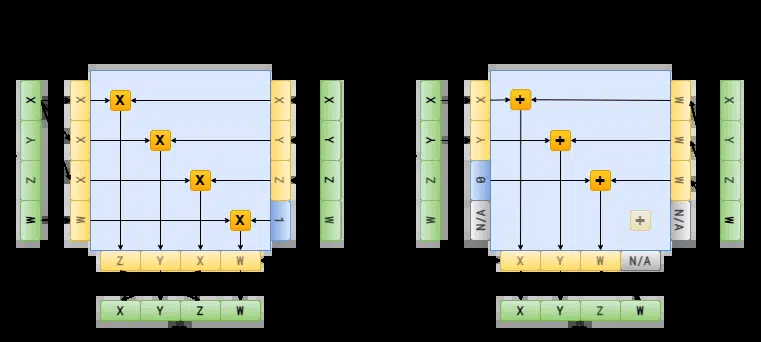 X X X X X
Y X X Y Y
Z X X Z Z
W W X 1 W
Z Y X W
X Y Z W
X X + W X
Y Y + W Y
Z 0 + W Z
W N/A + N/A W
X Y W N/A
X Y Z W